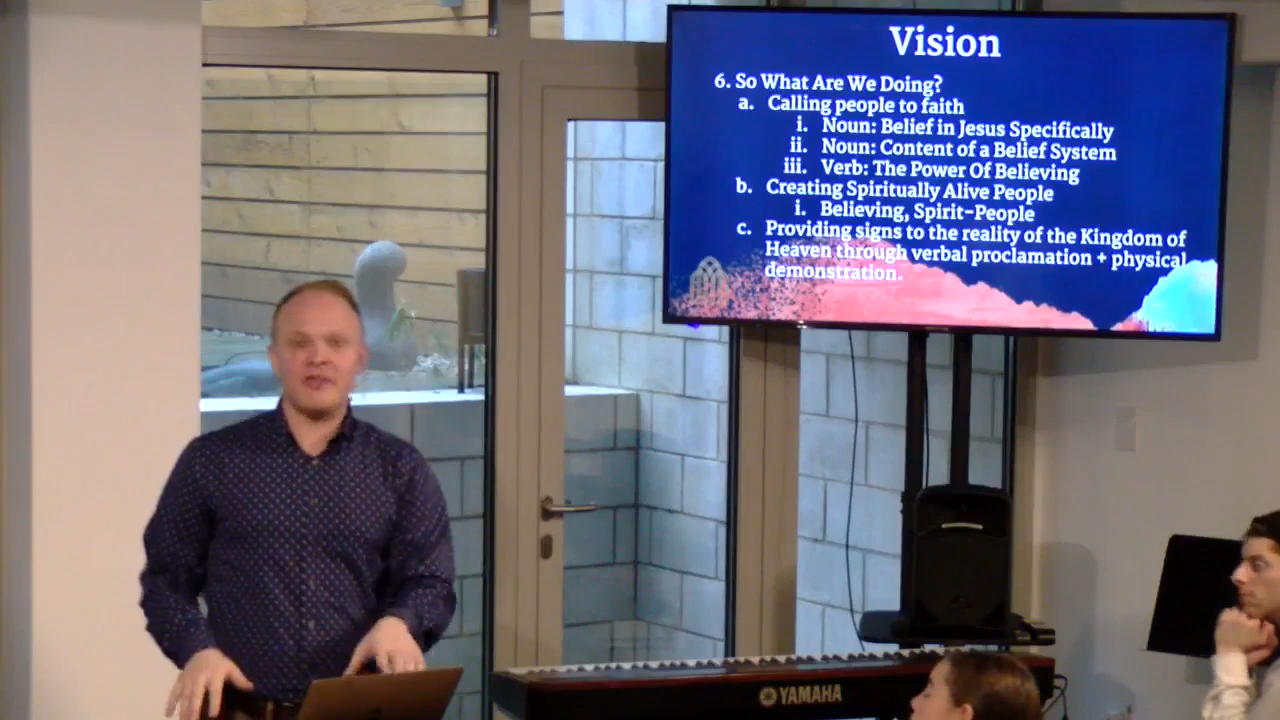 Vision
6. So What Are We Doing?
a. Calling people to faith
i. Noun: Belief in Jesus Specifically
ii. Noun: Content of a Belief System
iii. Verb: The Power Of Believing
b. Creating Spiritually Alive People
i. Believing, Spirit-People
c. Providing signs to the reality of the Kingdom of
Heaven through verbal proclamation + physical
demonstration.
YAMAHA